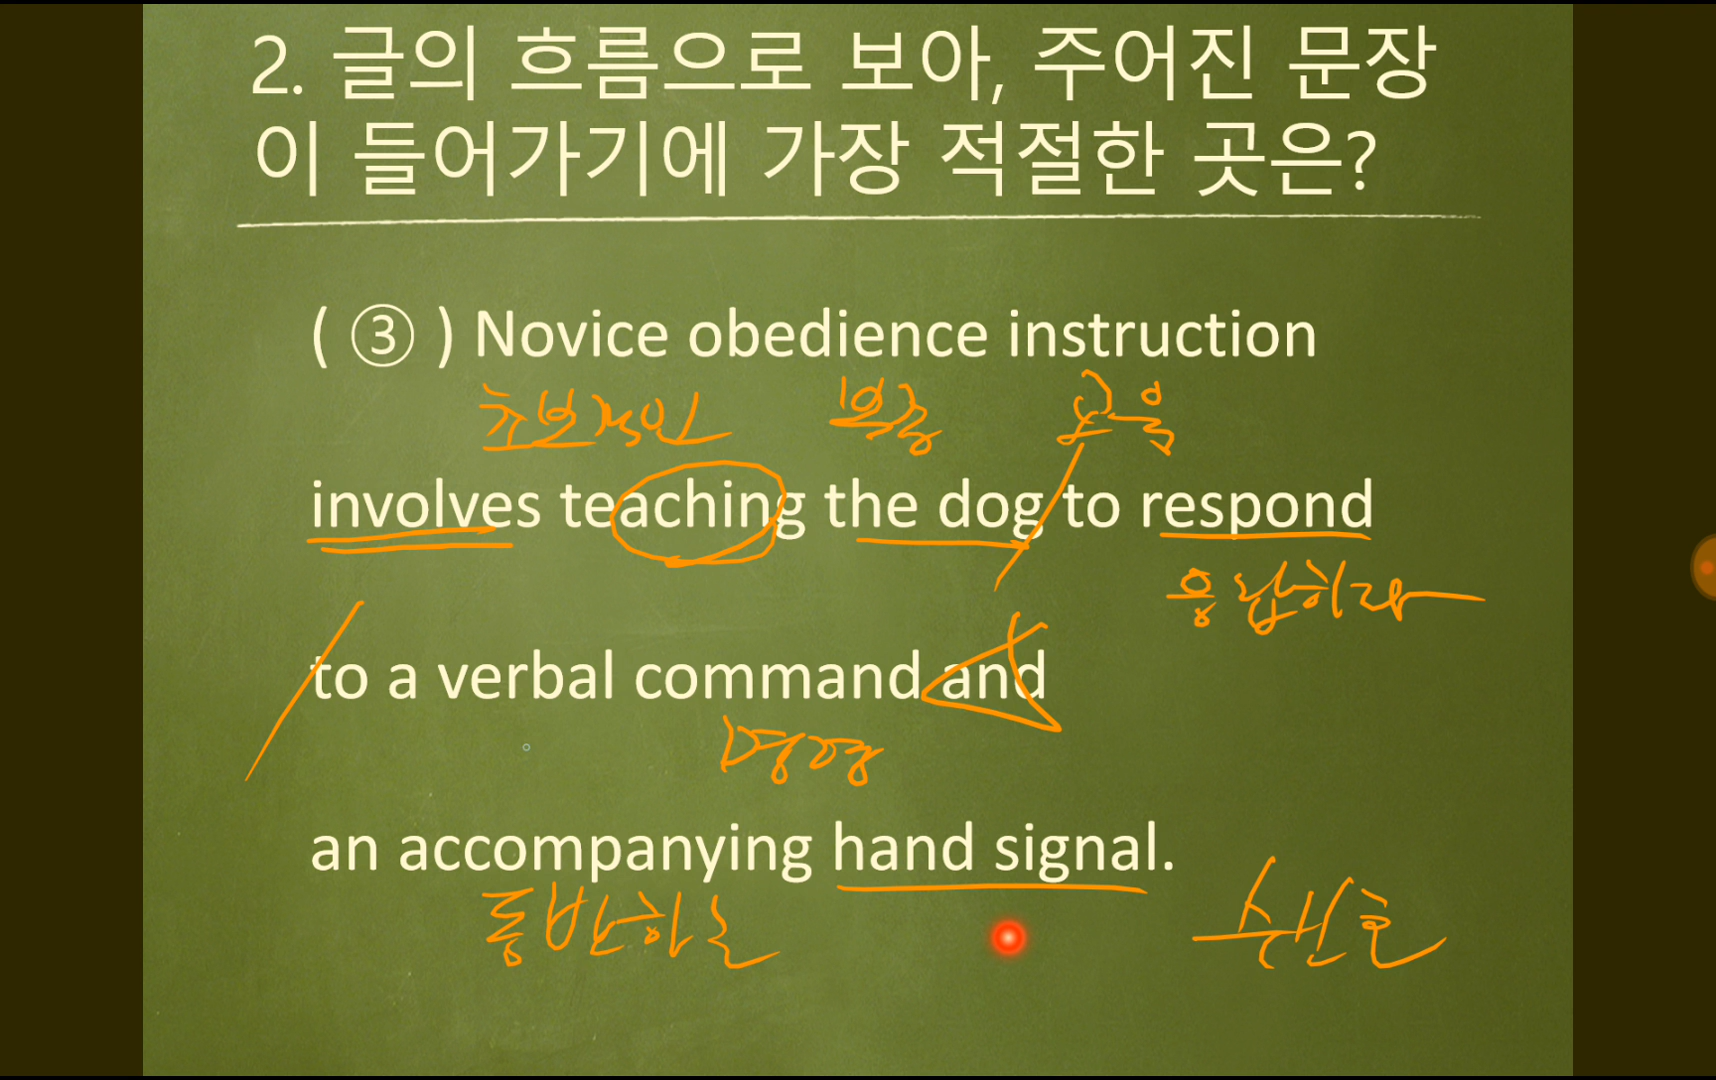 2. 글의 흐름으로 보아, 주어진 문장
이 들어가기에 가장 적절한 곳은?
( ③ ) Novice obedience instruction
초보적인 복종 교육
involves teaching the dog to respond
응답하라
to a verbal command and
명령
an accompanying hand signal.
동반하는 수신호